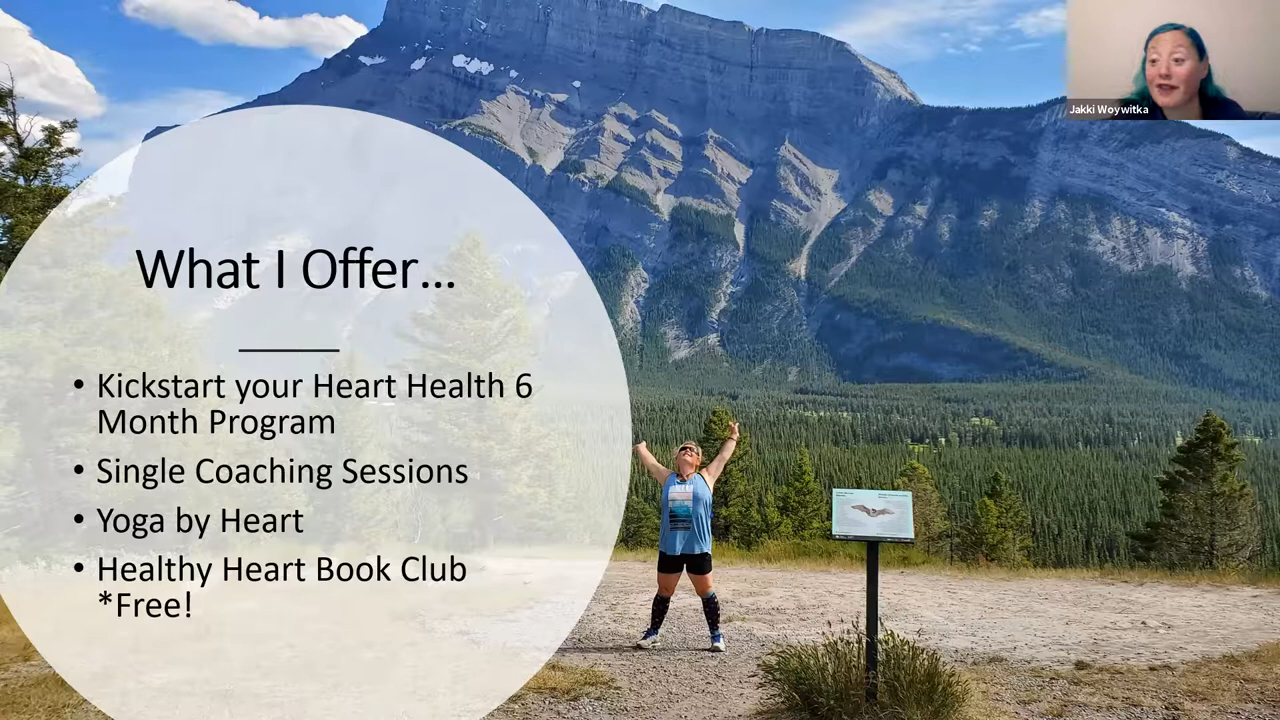 Jakki Woywitka
What I Offer...
• Kickstart your Heart Health 6
Month Program
• Single Coaching Sessions
• Yoga by Heart
• Healthy Heart Book Club
*Free!